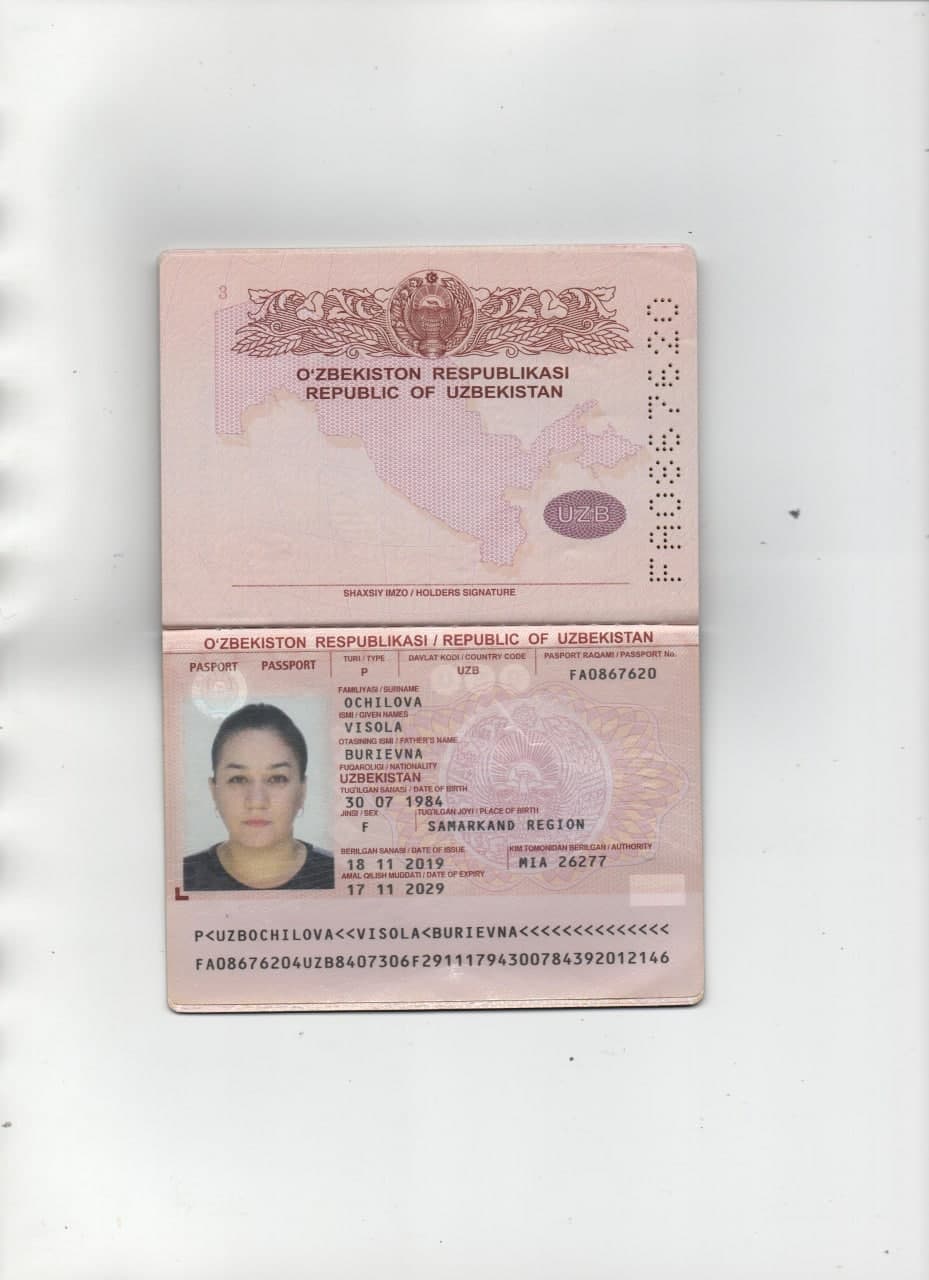 3
O‘ZBEKISTON RESPUBLIKASI
REPUBLIC OF UZBEKISTAN
UZB
FA0867620
SHAXSIY IMZO / HOLDERS SIGNATURE
O‘ZBEKISTON RESPUBLIKASI / REPUBLIC OF UZBEKISTAN
PASPORT PASSPORT
TURI / TYPE
P
DAVLAT KODI / COUNTRY CODE
UZB
PASPORT RAQAMI / PASSPORT No.
FA0867620
FAMILIYASI / SURNAME
OCHILOVA
ISMI / GIVEN NAMES
VISOLA
OTASINING ISMI / FATHER'S NAME
BURIEVNA
FUQAROLIGI / NATIONALITY
UZBEKISTAN
TUG'ILGAN SANASI / DATE OF BIRTH
30 07 1984
JINSI / SEX
F
TUG'ILGAN JOYI / PLACE OF BIRTH
SAMARKAND REGION
BERILGAN SANASI / DATE OF ISSUE
18 11 2019
KIM TOMONIDAN BERILGAN / AUTHORITY
MIA 26277
AMAL QILISH MUDDATI / DATE OF EXPIRY
17 11 2029
P<UZBOCHILOVA<<VISOLA<BURIEVNA<<<<<<<<<<<<<<
FA08676204UZB8407306F29111794300784392012146